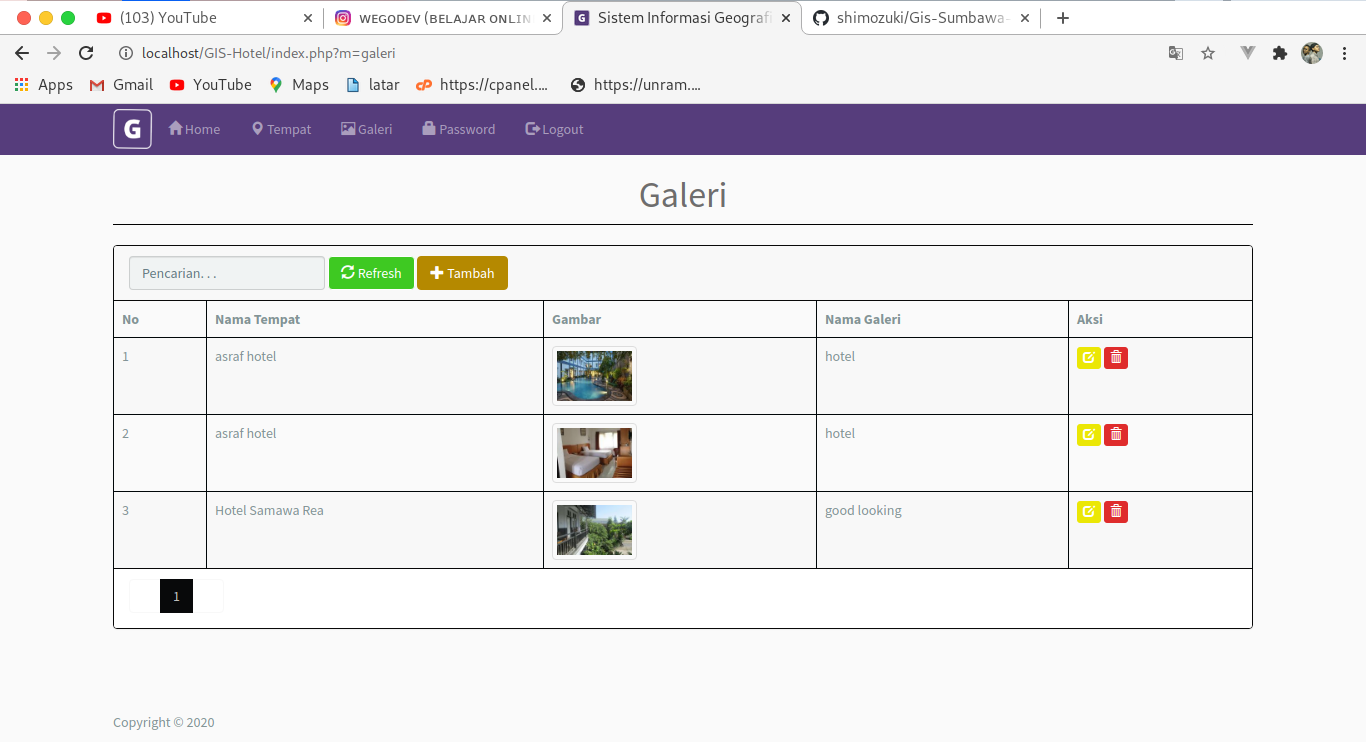 (103) YouTube
WEGODEV (BELAJAR ONLIN
G Sistem Informasi Geografi
shimozuki/Gis-Sumbawa-
localhost/GIS-Hotel/index.php?m=galeri
Apps Gmail YouTube Maps latar cP https://cpanel.... https://unram....
G Home Tempat Galeri Password Logout
Galeri
Pencarian... Refresh Tambah
No Nama Tempat Gambar Nama Galeri Aksi
1 asraf hotel hotel
2 asraf hotel hotel
3 Hotel Samawa Rea good looking
1
Copyright © 2020